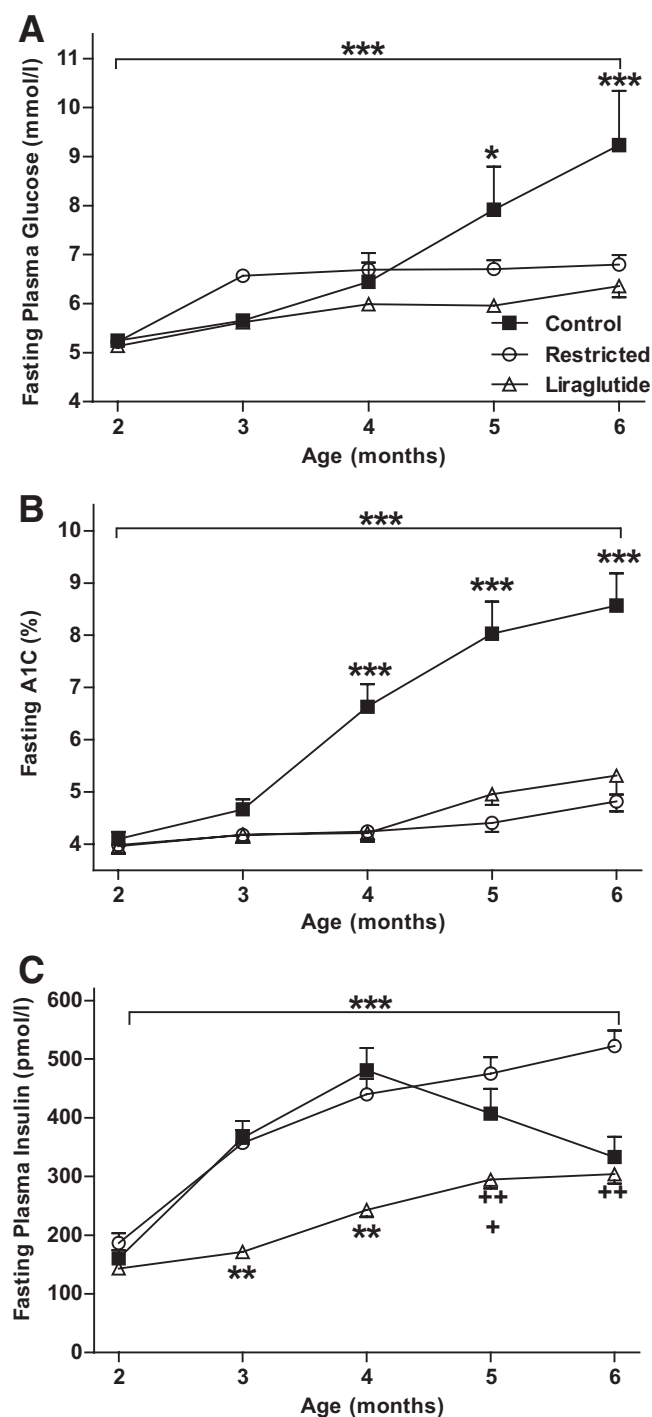 A
Fasting Plasma Glucose (mmol/l)
11
10
9
8
7
6
5
4
***
*
***
Control
Restricted
Liraglutide
2 3 4 5 6
Age (months)
B
Fasting A1C (%)
10
9
8
7
6
5
4
***
***
***
***
2 3 4 5 6
Age (months)
C
Fasting Plasma Insulin (pmol/l)
600
500
400
300
200
100
0
***
**
**
++
+
++
2 3 4 5 6
Age (months)